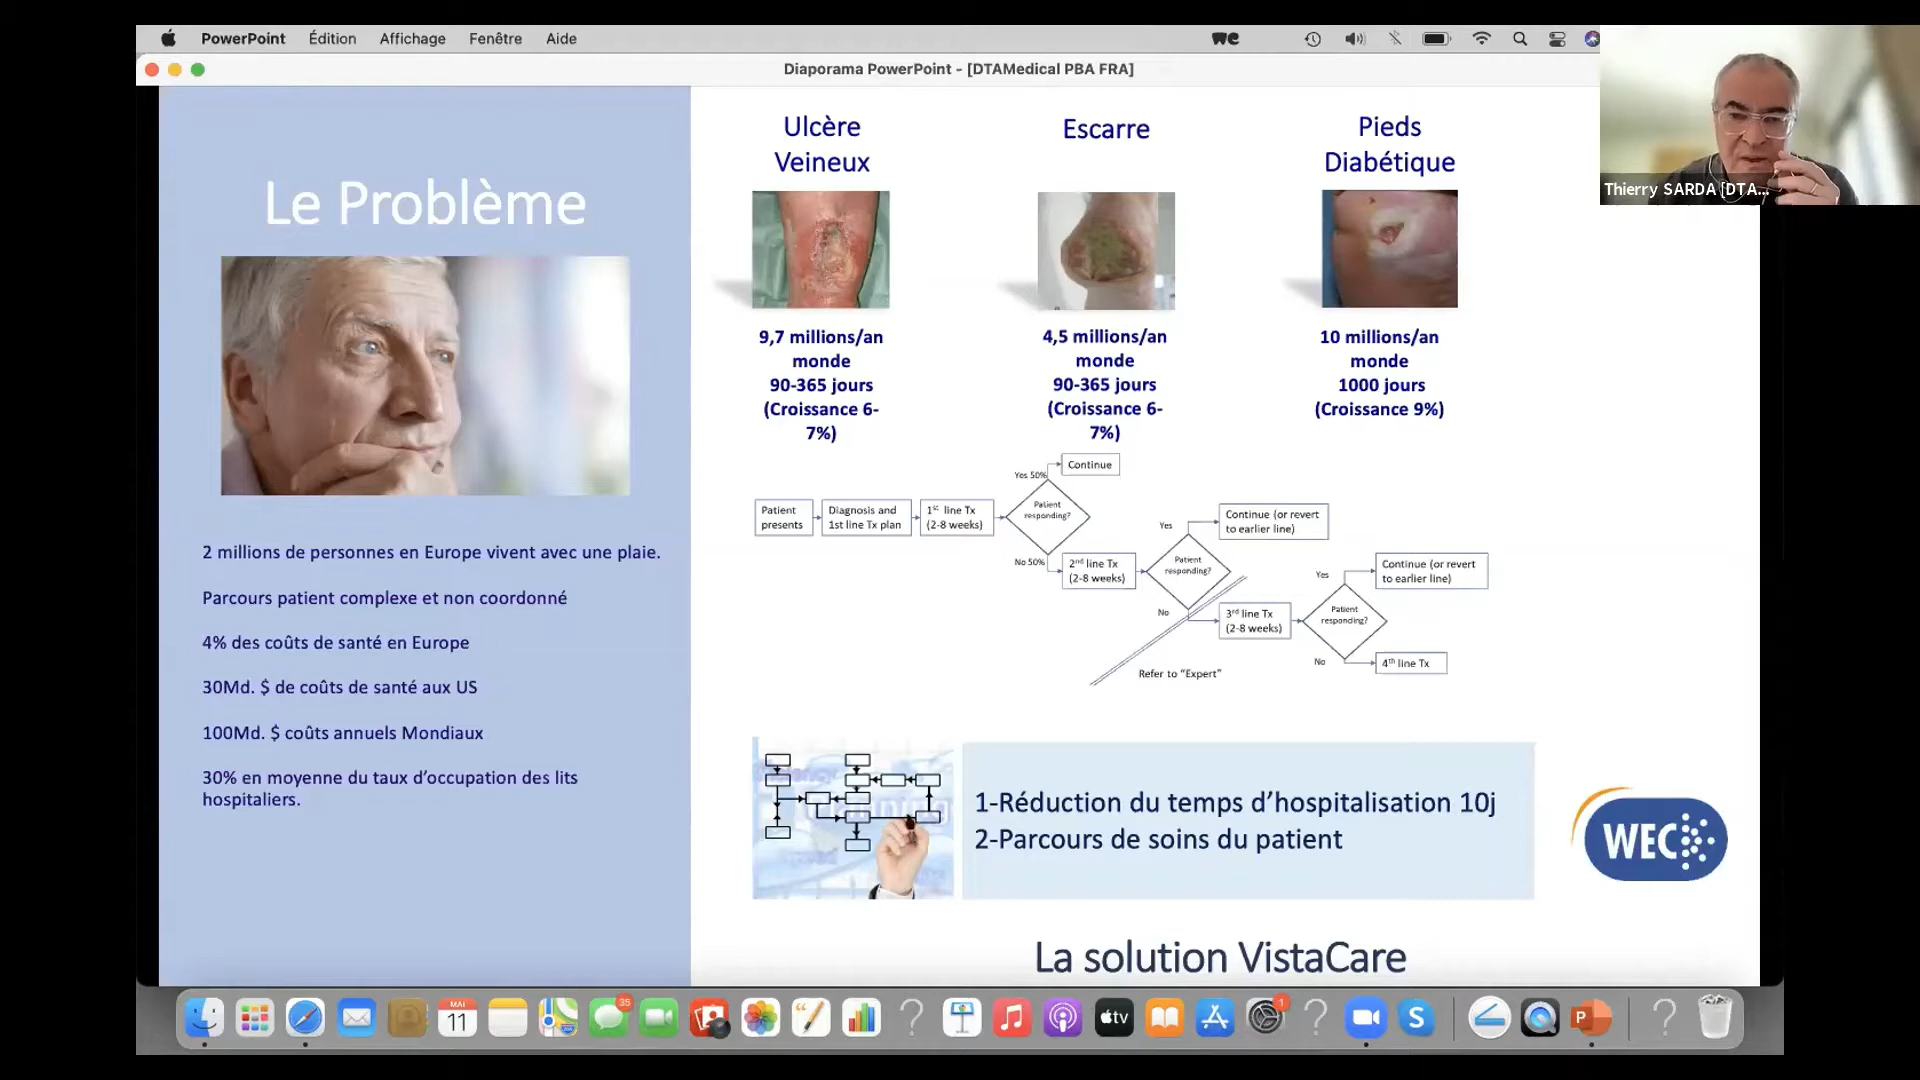 PowerPoint Édition Affichage Fenêtre Aide
Diaporama PowerPoint - [DTAMedical PBA FRA]
Thierry SARDA [DTA...
Le Problème
2 millions de personnes en Europe vivent avec une plaie.
Parcours patient complexe et non coordonné
4% des coûts de santé en Europe
30Md. $ de coûts de santé aux US
100Md. $ coûts annuels Mondiaux
30% en moyenne du taux d’occupation des lits
hospitaliers.
Ulcère
Veineux
9,7 millions/an
monde
90-365 jours
(Croissance 6-
7%)
Escarre
4,5 millions/an
monde
90-365 jours
(Croissance 6-
7%)
Pieds
Diabétique
10 millions/an
monde
1000 jours
(Croissance 9%)
Patient
presents
Diagnosis and
1st line Tx plan
1st line Tx
(2-8 weeks)
Patient
responding?
Yes 50%
Continue
No 50%
2nd line Tx
(2-8 weeks)
Patient
responding?
Yes
Continue (or revert
to earlier line)
No
3rd line Tx
(2-8 weeks)
Patient
responding?
Yes
Continue (or revert
to earlier line)
No
4th line Tx
Refer to “Expert”
1-Réduction du temps d’hospitalisation 10j
2-Parcours de soins du patient
WEC
La solution VistaCare
MAI
11
35
tv
1
S
P